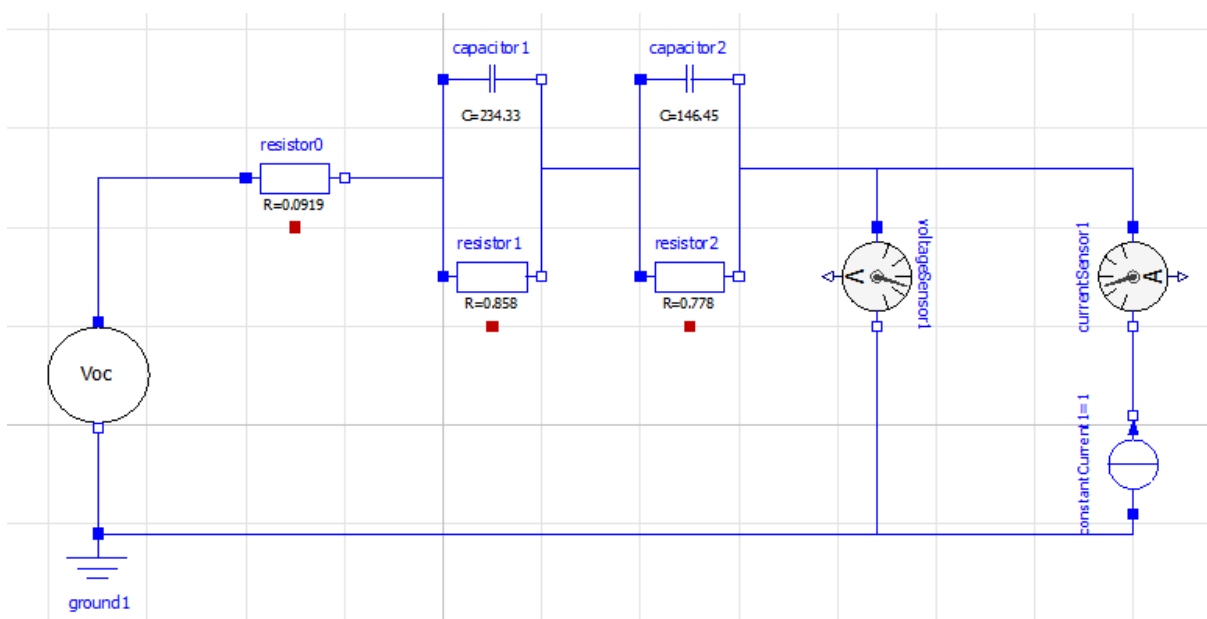 capacitor1
capacitor2
C=234.33
C=146.45
resistor0
R=0.0919
resistor1
resistor2
R=0.858
R=0.778
voltageSensor1
V
currentSensor1
A
Voc
constantCurrent1=1
ground1